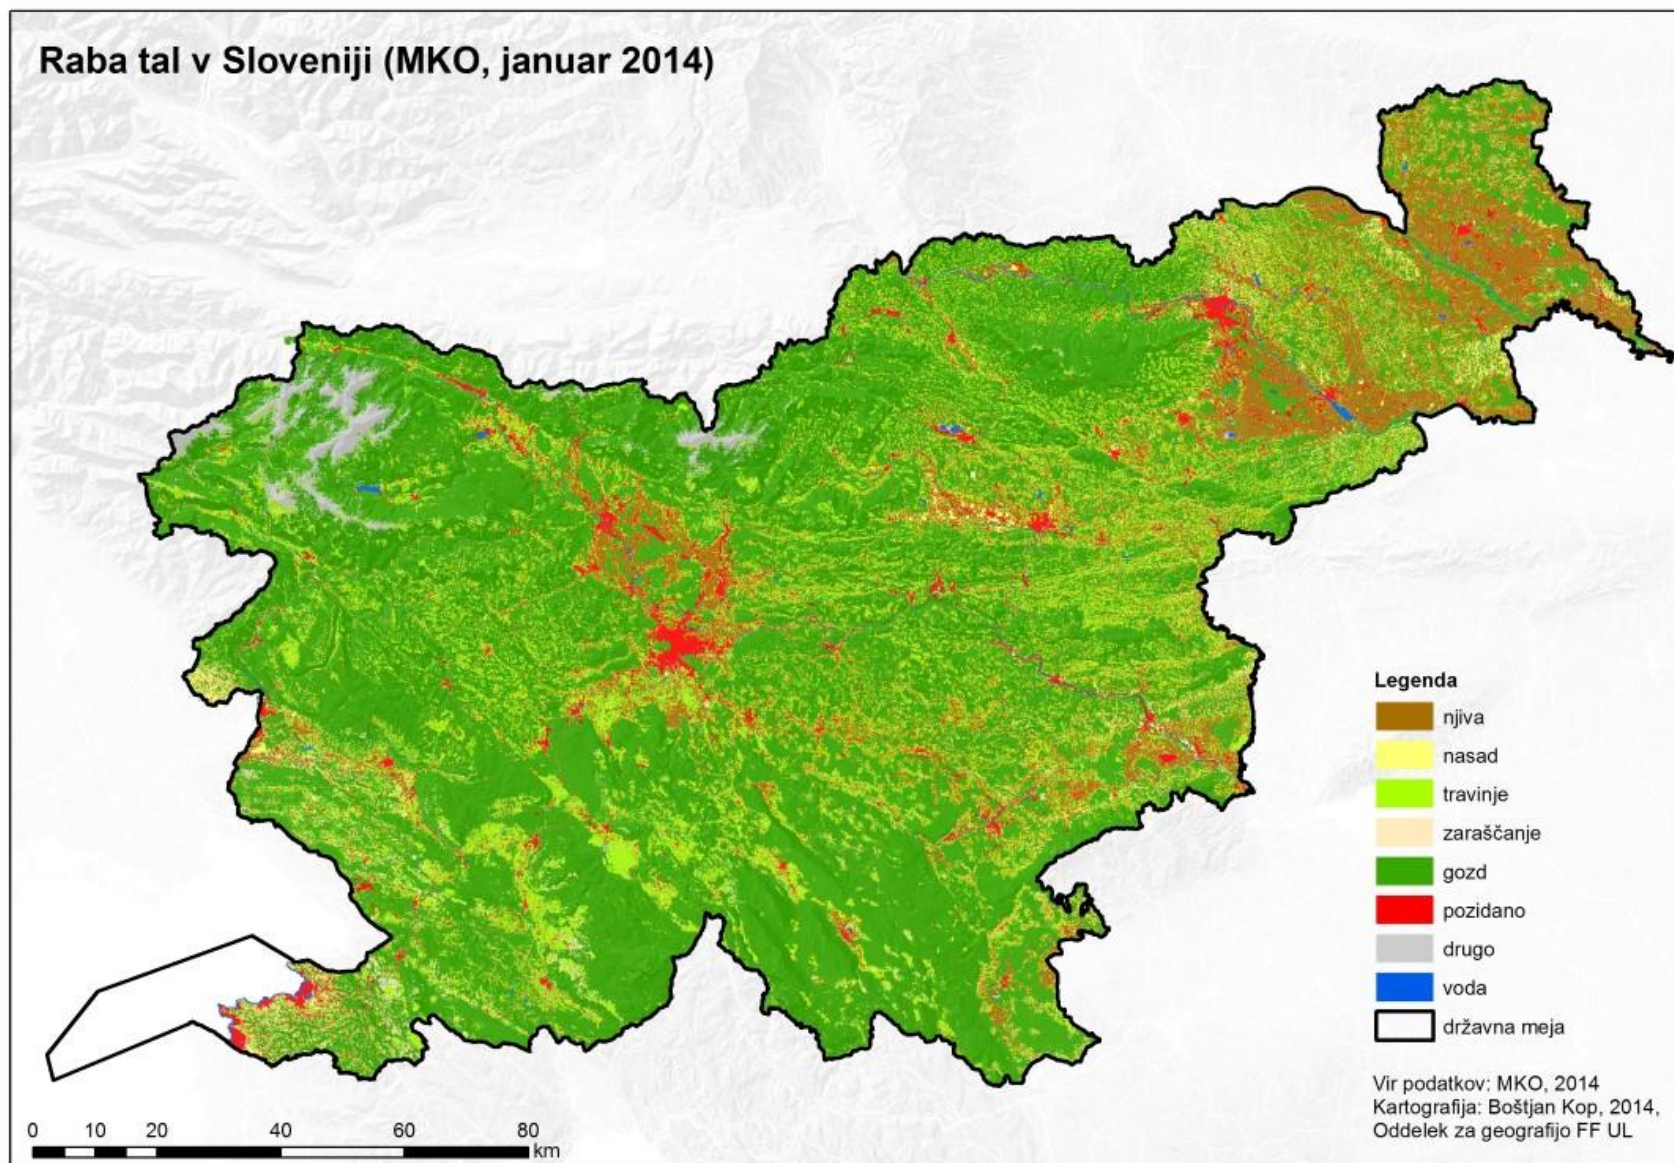 Raba tal v Sloveniji (MKO, januar 2014)
Legenda
njiva
nasad
travinje
zaraščanje
gozd
pozidano
drugo
voda
državna meja
Vir podatkov: MKO, 2014
Kartografija: Boštjan Kop, 2014,
Oddelek za geografijo FF UL
0 10 20 40 60 80
km